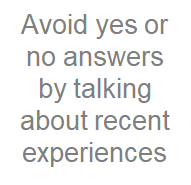 Avoid yes or
no answers
by talking
about recent
experiences